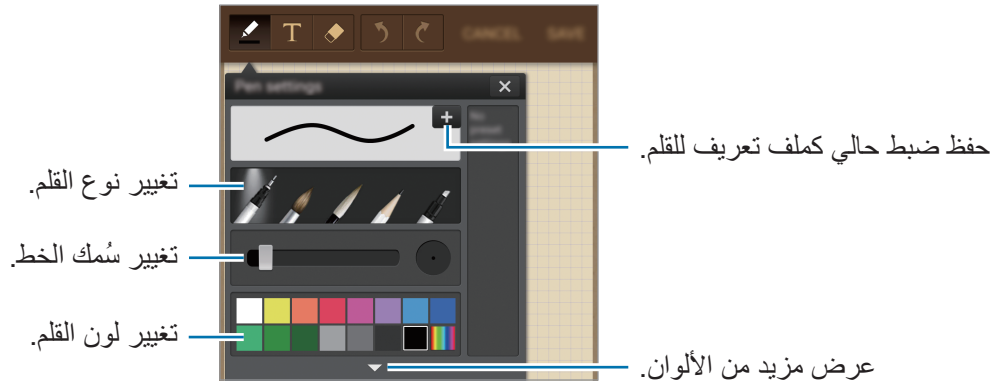 T
CANCEL SAVE
Pen settings
حفظ ضبط حالي كملف تعريف للقلم.
تغيير نوع القلم.
تغيير سُمك الخط.
تغيير لون القلم.
عرض مزيد من الألوان.